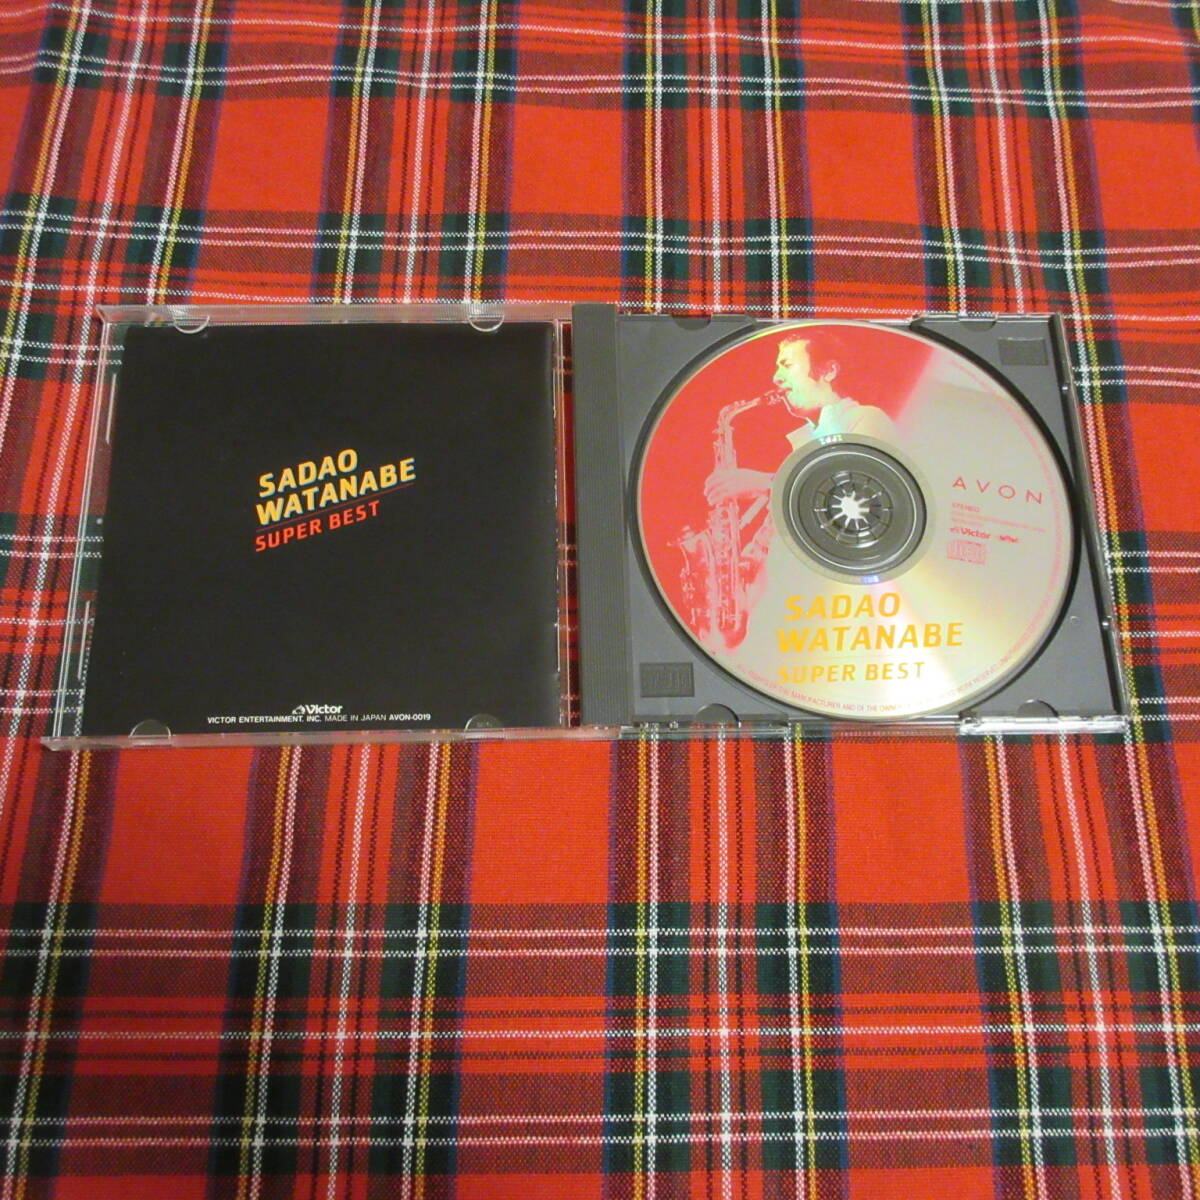 SADAO
WATANABE
SUPER BEST
Victor
VICTOR ENTERTAINMENT, INC. MADE IN JAPAN AVON-0019
AVON
STEREO
Victor
SADAO
WATANABE
SUPER BEST